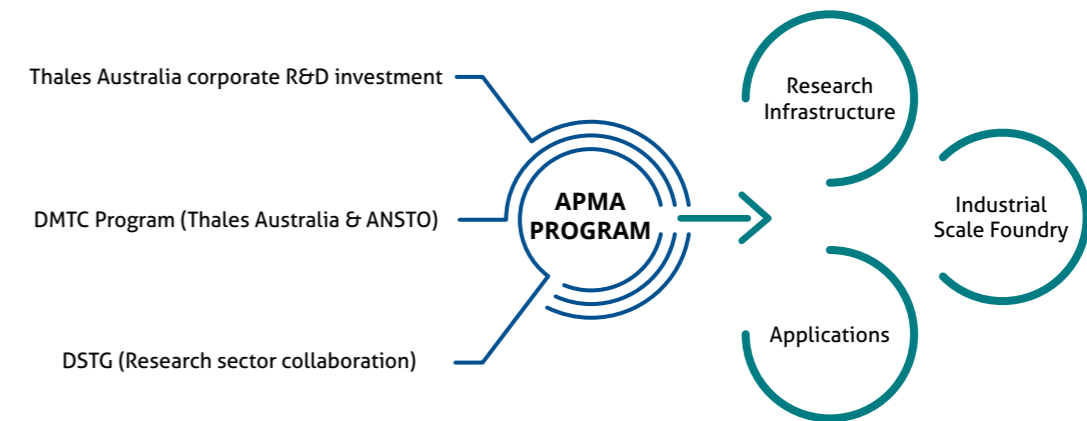 Thales Australia corporate R&D investment
DMTC Program (Thales Australia & ANSTO)
DSTG (Research sector collaboration)
APMA
PROGRAM
Research
Infrastructure
Industrial
Scale Foundry
Applications